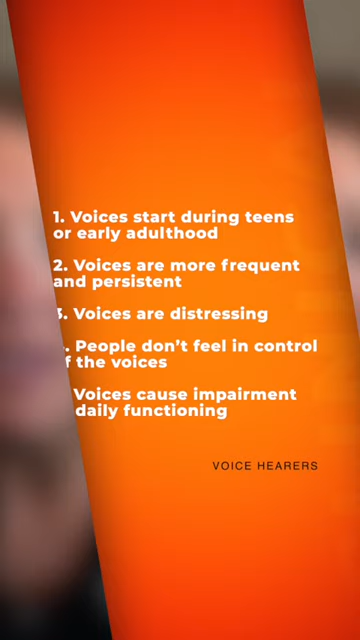 1. Voices start during teens
or early adulthood
2. Voices are more frequent
and persistent
3. Voices are distressing
. People don't feel in control
f the voices
Voices cause impairment
daily functioning
VOICE HEARERS